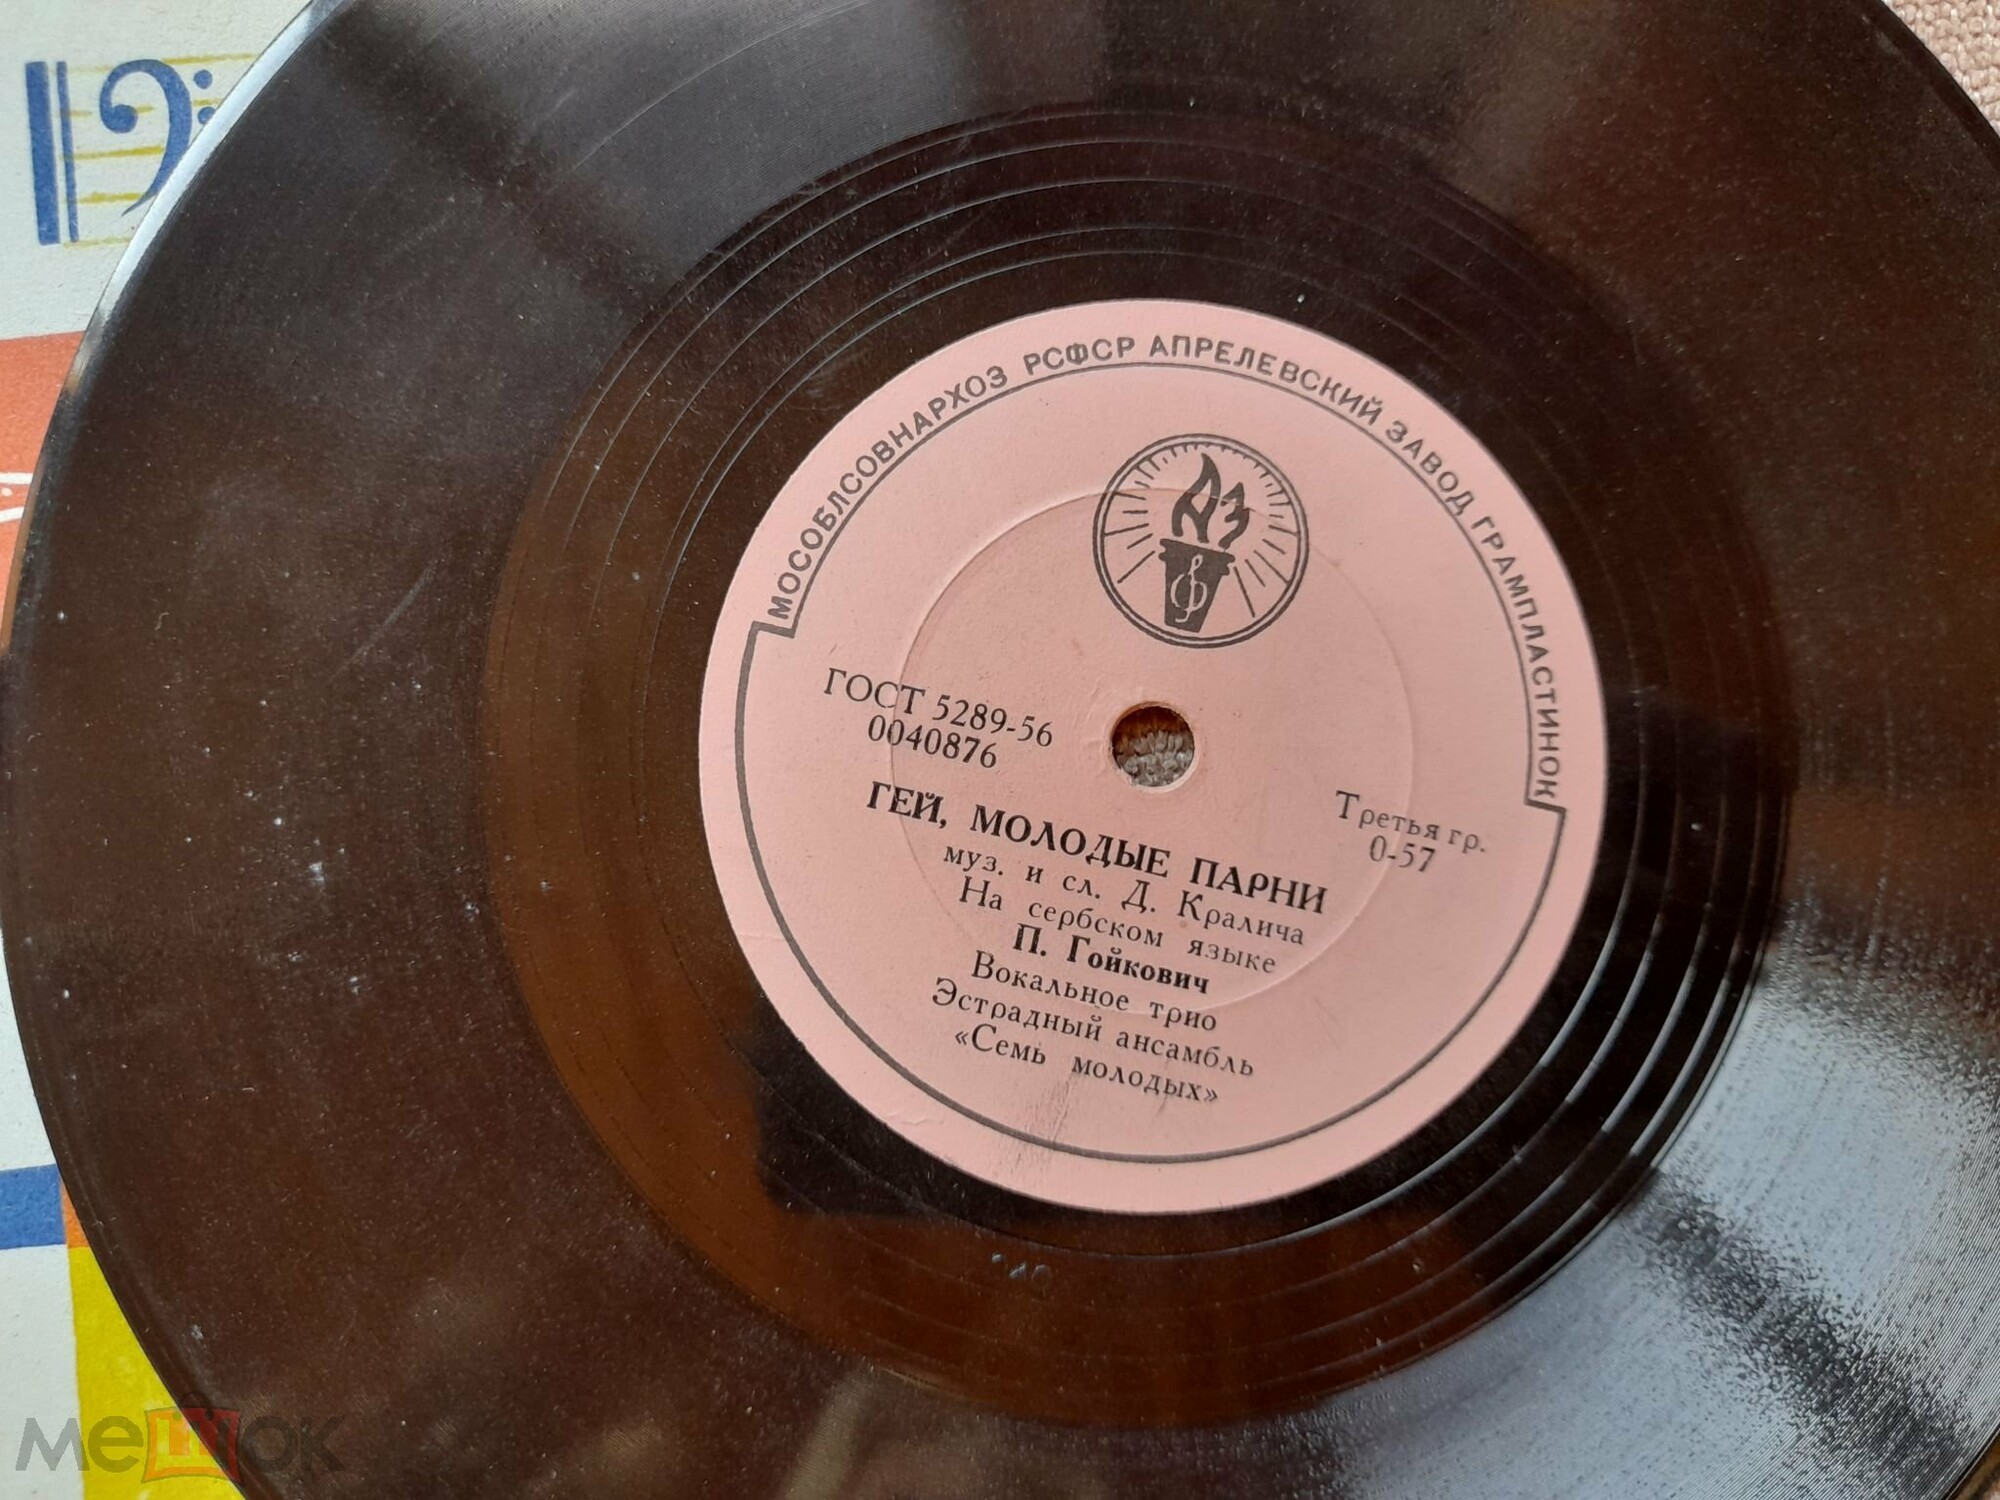 МОСОБЛСОВНАРХОЗ РСФСР АПРЕЛЕВСКИЙ ЗАВОД ГРАМПЛАСТИНОК
АЗ
ГОСТ 5289-56
0040876
Третья гр.
0-57
ГЕЙ, МОЛОДЫЕ ПАРНИ
муз. и сл. Д. Кралича
На сербском языке
П. Гойкович
Вокальное трио
Эстрадный ансамбль
«Семь молодых»
мешок